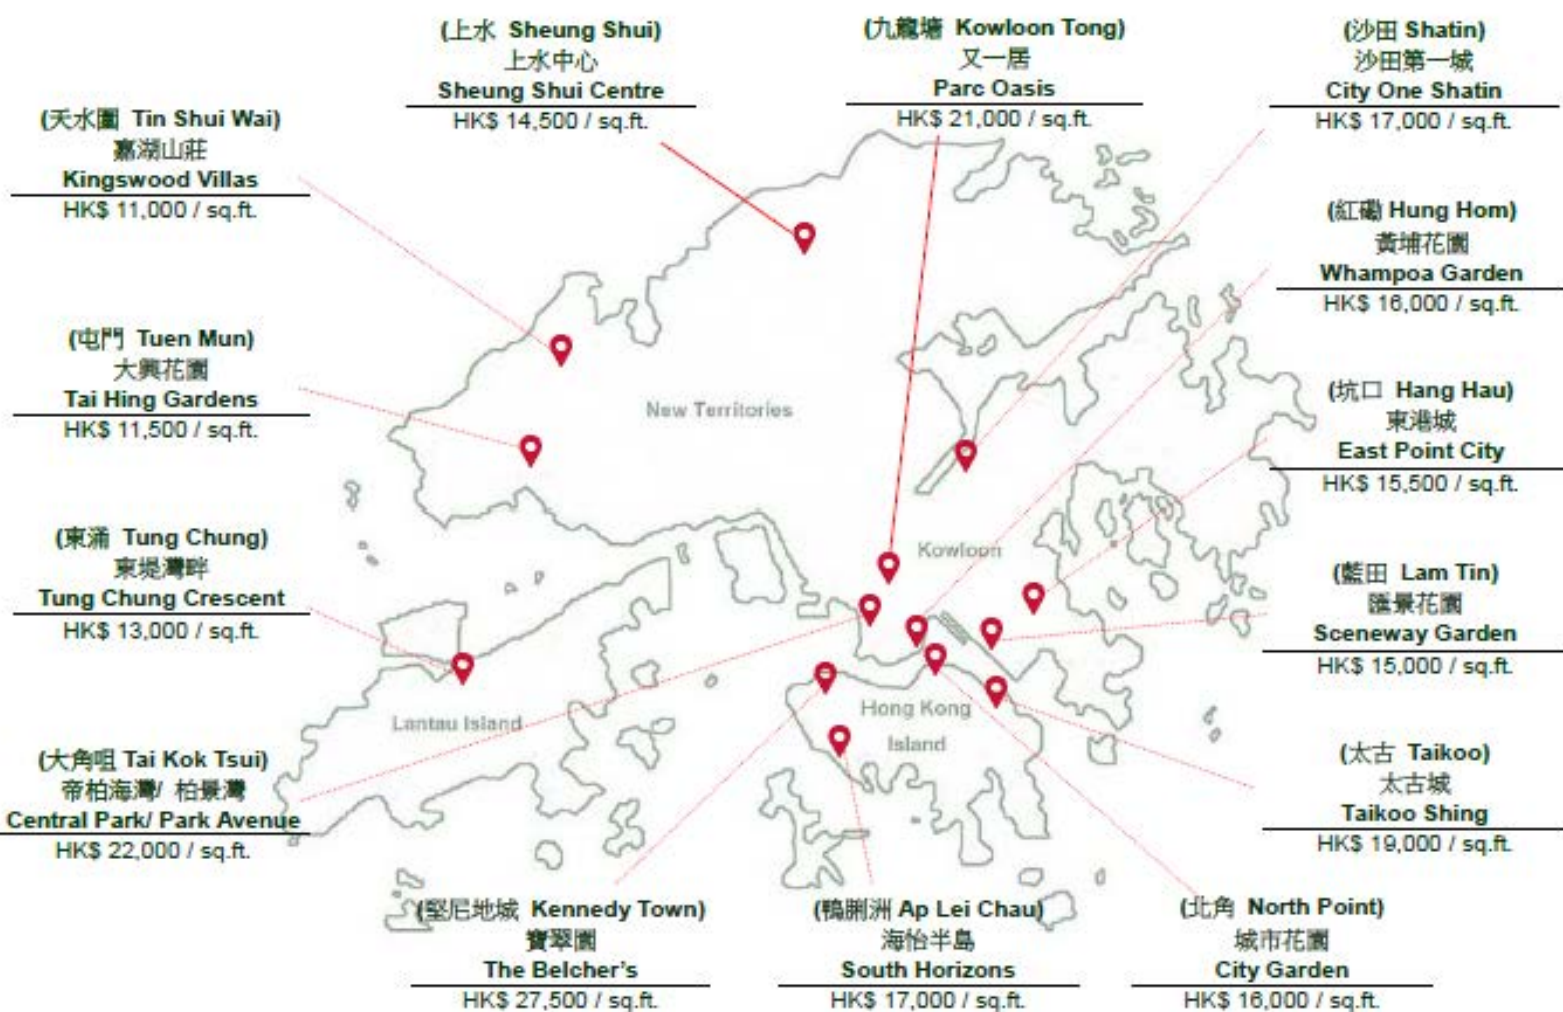 (上水 Sheung Shui)
上水中心
Sheung Shui Centre
HK$ 14,500 / sq.ft.
(九龍塘 Kowloon Tong)
又一居
Parc Oasis
HK$ 21,000 / sq.ft.
(沙田 Shatin)
沙田第一城
City One Shatin
HK$ 17,000 / sq.ft.
(天水圍 Tin Shui Wai)
嘉湖山莊
Kingswood Villas
HK$ 11,000 / sq.ft.
(紅磡 Hung Hom)
黃埔花園
Whampoa Garden
HK$ 16,000 / sq.ft.
(屯門 Tuen Mun)
大興花園
Tai Hing Gardens
HK$ 11,500 / sq.ft.
New Territories
(坑口 Hang Hau)
東港城
East Point City
HK$ 15,500 / sq.ft.
(東涌 Tung Chung)
東堤灣畔
Tung Chung Crescent
HK$ 13,000 / sq.ft.
Kowloon
(藍田 Lam Tin)
匯景花園
Sceneway Garden
HK$ 15,000 / sq.ft.
Lantau Island
Hong Kong
Island
(大角咀 Tai Kok Tsui)
帝柏海灣/ 柏景灣
Central Park/ Park Avenue
HK$ 22,000 / sq.ft.
(太古 Taikoo)
太古城
Taikoo Shing
HK$ 19,000 / sq.ft.
(堅尼地城 Kennedy Town)
寶翠園
The Belcher's
HK$ 27,500 / sq.ft.
(鴨脷洲 Ap Lei Chau)
海怡半島
South Horizons
HK$ 17,000 / sq.ft.
(北角 North Point)
城市花園
City Garden
HK$ 16,000 / sq.ft.